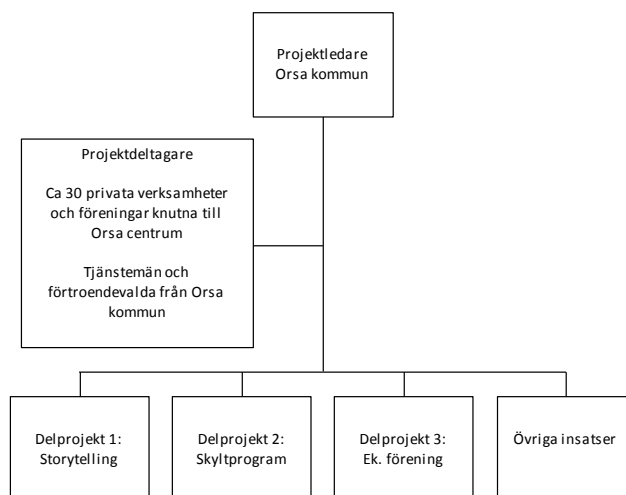 Projektledare
Orsa kommun
Projektdeltagare
Ca 30 privata verksamheter
och föreningar knutna till
Orsa centrum
Tjänstemän och
förtroendevalda från Orsa
kommun
Delprojekt 1:
Storytelling
Delprojekt 2:
Skyltprogram
Delprojekt 3:
Ek. förening
Övriga insatser